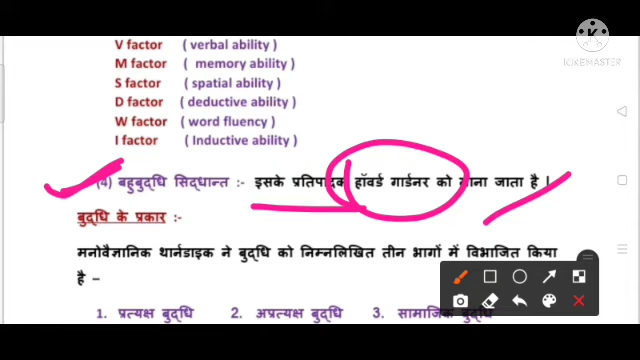 V factor ( verbal ability )
M factor ( memory ability )
S factor ( spatial ability )
D factor ( deductive ability )
W factor ( word fluency )
I factor ( Inductive ability )
(4) बहुबुद्धि सिद्धान्त :- इसके प्रतिपादक हॉवर्ड गार्डनर को माना जाता है |
बुद्धि के प्रकार :-
मनोवैज्ञानिक थार्नडाइक ने बुद्धि को निम्नलिखित तीन भागों में विभाजित किया
है –
1. प्रत्यक्ष बुद्धि 2. अप्रत्यक्ष बुद्धि 3. सामाजिक बुद्धि
KINEMASTER